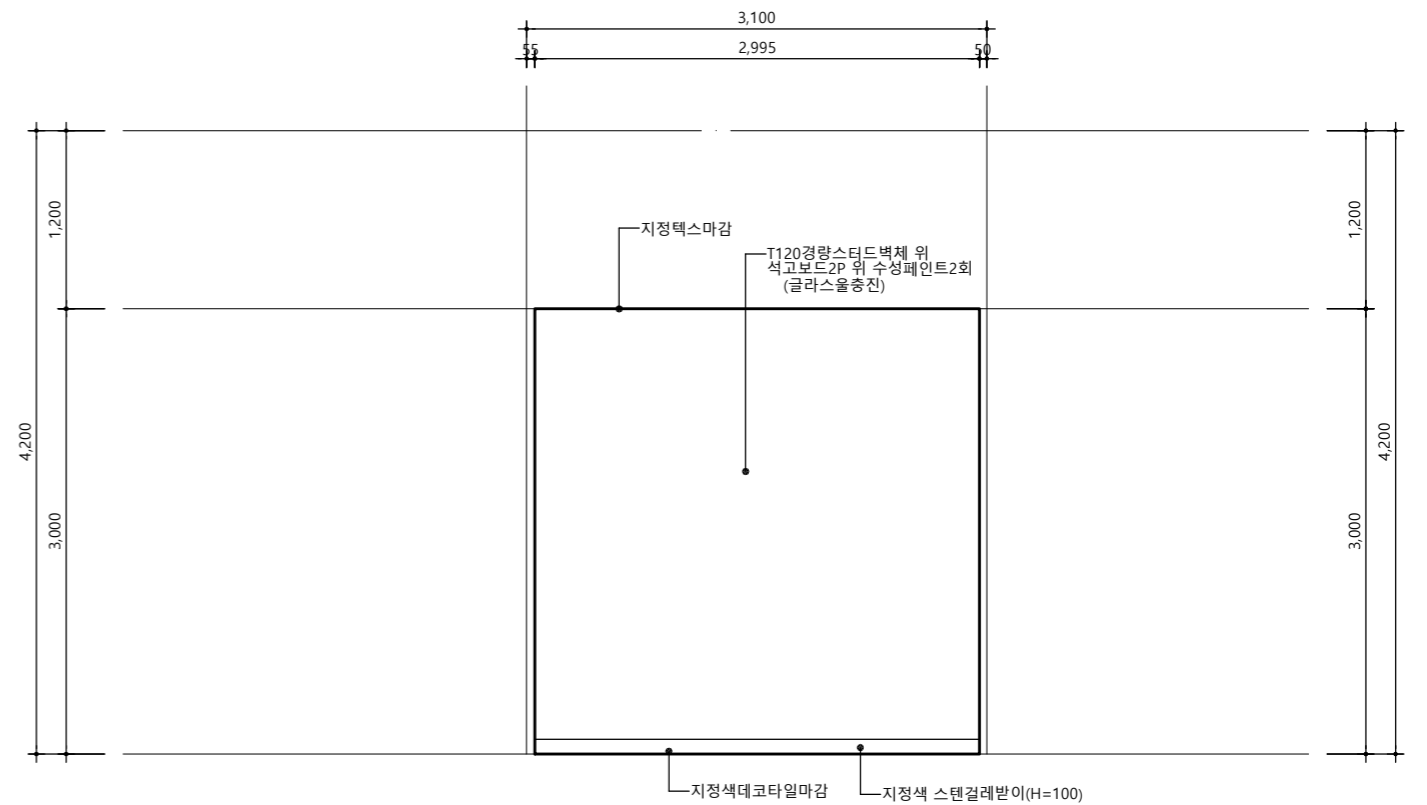 3,100
55
2,995
50
1,200
1,200
지정텍스마감
T120경량스터드벽체 위
석고보드2P 위 수성페인트2회
(글라스울충진)
4,200
4,200
3,000
3,000
지정색데코타일마감
지정색 스텐걸레받이(H=100)